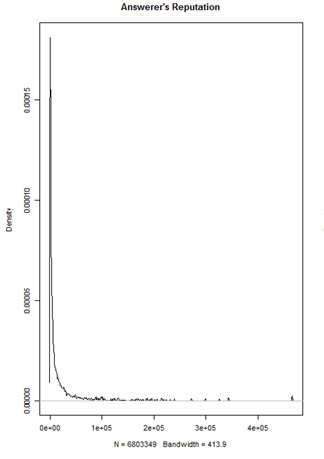 Answerer's Reputation
Density
0.00015
0.00010
0.00005
0.00000
0e+00 1e+05 2e+05 3e+05 4e+05
N = 6803349 Bandwidth = 413.9